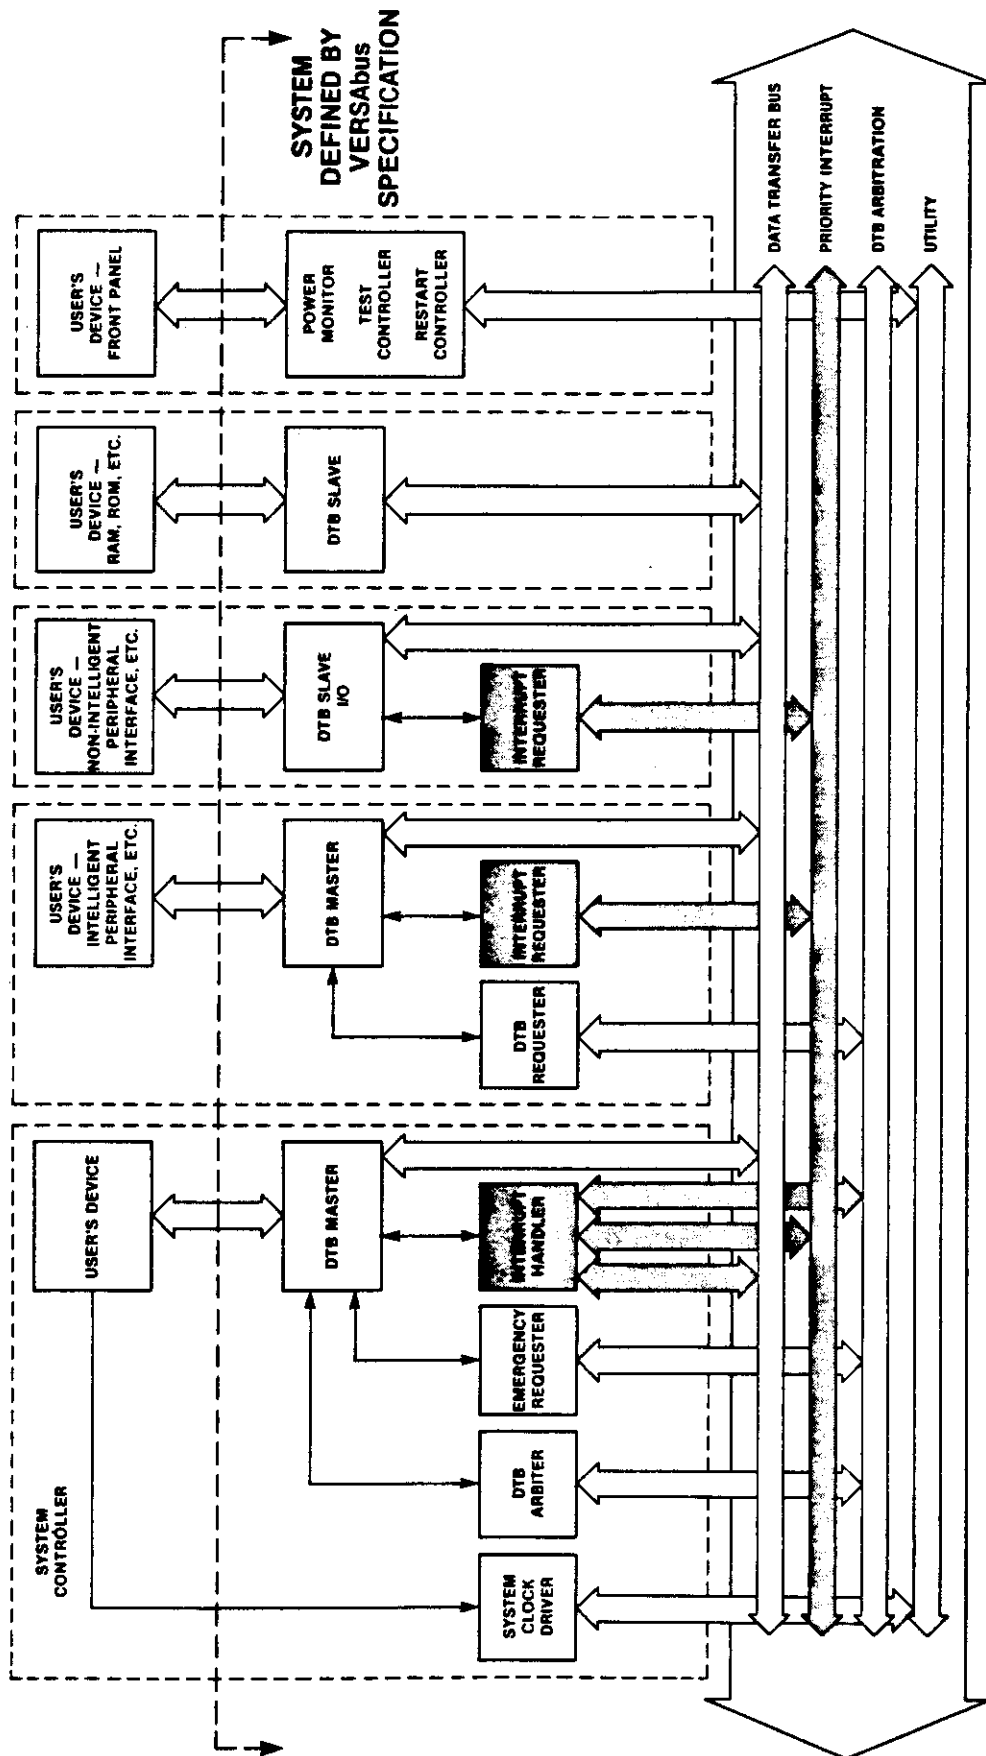 SYSTEM
CONTROLLER
USER'S DEVICE
USER'S
DEVICE —
INTELLIGENT
PERIPHERAL
INTERFACE, ETC.
USER'S
DEVICE —
NON-INTELLIGENT
PERIPHERAL
INTERFACE, ETC.
USER'S
DEVICE —
RAM, ROM, ETC.
USER'S
DEVICE —
FRONT PANEL
SYSTEM
DEFINED BY
VERSAbus
SPECIFICATION
DTB MASTER
DTB MASTER
DTB SLAVE
I/O
DTB SLAVE
POWER
MONITOR
TEST
CONTROLLER
RESTART
CONTROLLER
SYSTEM
CLOCK
DRIVER
DTB
ARBITER
EMERGENCY
REQUESTER
INTERRUPT
HANDLER
DTB
REQUESTER
INTERRUPT
REQUESTER
INTERRUPT
REQUESTER
DATA TRANSFER BUS
PRIORITY INTERRUPT
DTB ARBITRATION
UTILITY